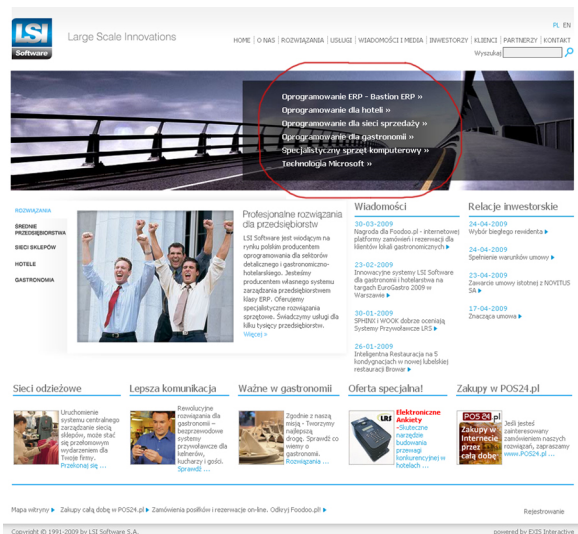 PL EN
LSI
Software
Large Scale Innovations
HOME | O NAS | ROZWIĄZANIA | USŁUGI | WIADOMOŚCI I MEDIA | INWESTORZY | KLIENCI | PARTNERZY | KONTAKT
Wyszukaj
Oprogramowanie ERP - Bastion ERP »
Oprogramowanie dla hoteli »
Oprogramowanie dla sieci sprzedaży »
Oprogramowanie dla gastronomii »
Specjalistyczny sprzęt komputerowy »
Technologia Microsoft »
ROZWIĄZANIA
ŚREDNIE
PRZEDSIĘBIORSTWA
SIECI SKLEPÓW
HOTELE
GASTRONOMIA
Profesjonalne rozwiązania
dla przedsiębiorstw
LSI Software jest wiodącym na
rynku polskim producentem
oprogramowania dla sektorów
detalicznego i gastronomiczno-
hotelarskiego. Jesteśmy
producentem własnego systemu
zarządzania przedsiębiorstwem
klasy ERP. Oferujemy
specjalistyczne rozwiązania
sprzętowe. Świadczymy usługi dla
kilku tysięcy przedsiębiorstw.
Więcej »
Wiadomości
30-03-2009
Nagroda dla Foodoo.pl - internetowej
platformy zamówień i rezerwacji dla
klientów lokali gastronomicznych
23-02-2009
Innowacyjne systemy LSI Software
dla gastronomii i hotelarstwa na
targach EuroGastro 2009 w
Warszawie
30-01-2009
SPHINX i WOOK dobrze oceniają
Systemy Przywoławcze LRS
26-01-2009
Inteligentna Restauracja na 5
kondygnacjach w nowej lubelskiej
restauracji Browar
Relacje inwestorskie
24-04-2009
Wybór biegłego rewidenta
24-04-2009
Spełnienie warunków umowy
23-04-2009
Zawarcie umowy istotnej z NOVITUS
SA
17-04-2009
Znacząca umowa
Sieci odzieżowe
Uruchomienie
systemu centralnego
zarządzanie siecią
sklepów, może stać
się przełomowym
wydarzeniem dla
Twoje firmy.
Przekonaj się ...
Lepsza komunikacja
Rewolucyjne
rozwiązania dla
gastronomii –
bezprzewodowe
systemy
przywoławcze dla
kelnerów,
kucharzy i gości.
Sprawdź ...
Ważne w gastronomii
Zgodnie z naszą
misją - Tworzymy
najlepszą
drogę. Sprawdź co
wiemy o
gastronomii.
Rozwiązania ...
Oferta specjalna!
LRS
Elektroniczne
Ankiety
-Skuteczne
narzędzie
budowania
przewagi
konkurencyjnej w
hotelach ...
Zakupy w POS24.pl
POS24.pl
Zakupy w
Internecie
przez
całą dobę
Jeśli jesteś
zainteresowany
zamówieniem naszych
rozwiązań, zapraszamy
www.POS24.pl ...
Mapa witryny Zakupy całą dobę w POS24.pl Zamówienia posiłków i rezerwacje on-line. Odkryj Foodoo.pl!
Rejestrowanie
Copyright © 1991-2009 by LSI Software S.A.
powered by EXIS Interactive